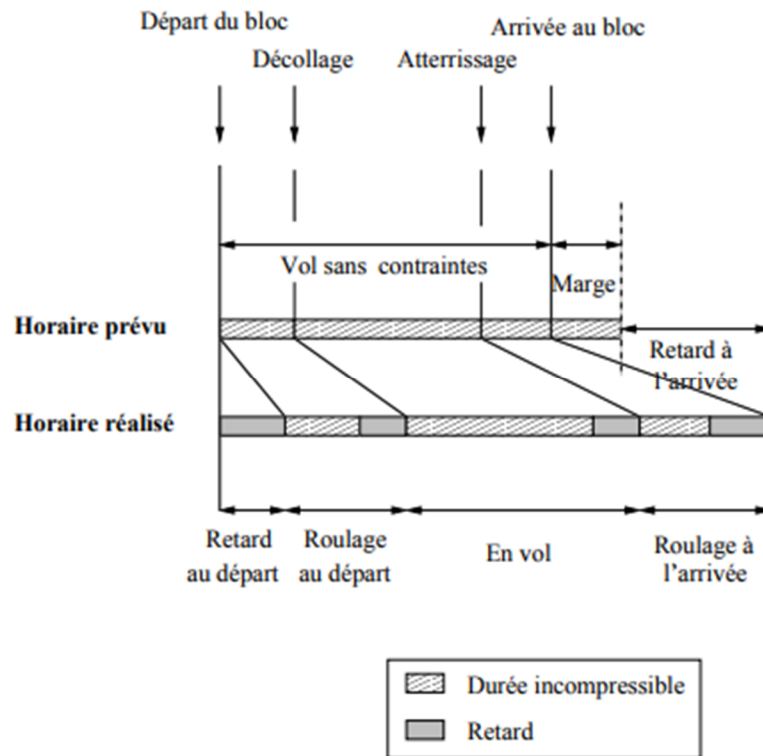 Départ du bloc
Arrivée au bloc
Décollage
Atterrissage
Vol sans contraintes
Marge
Horaire prévu
Retard à
l'arrivée
Horaire réalisé
Retard
au départ
Roulage
au départ
En vol
Roulage à
l'arrivée
Durée incompressible
Retard